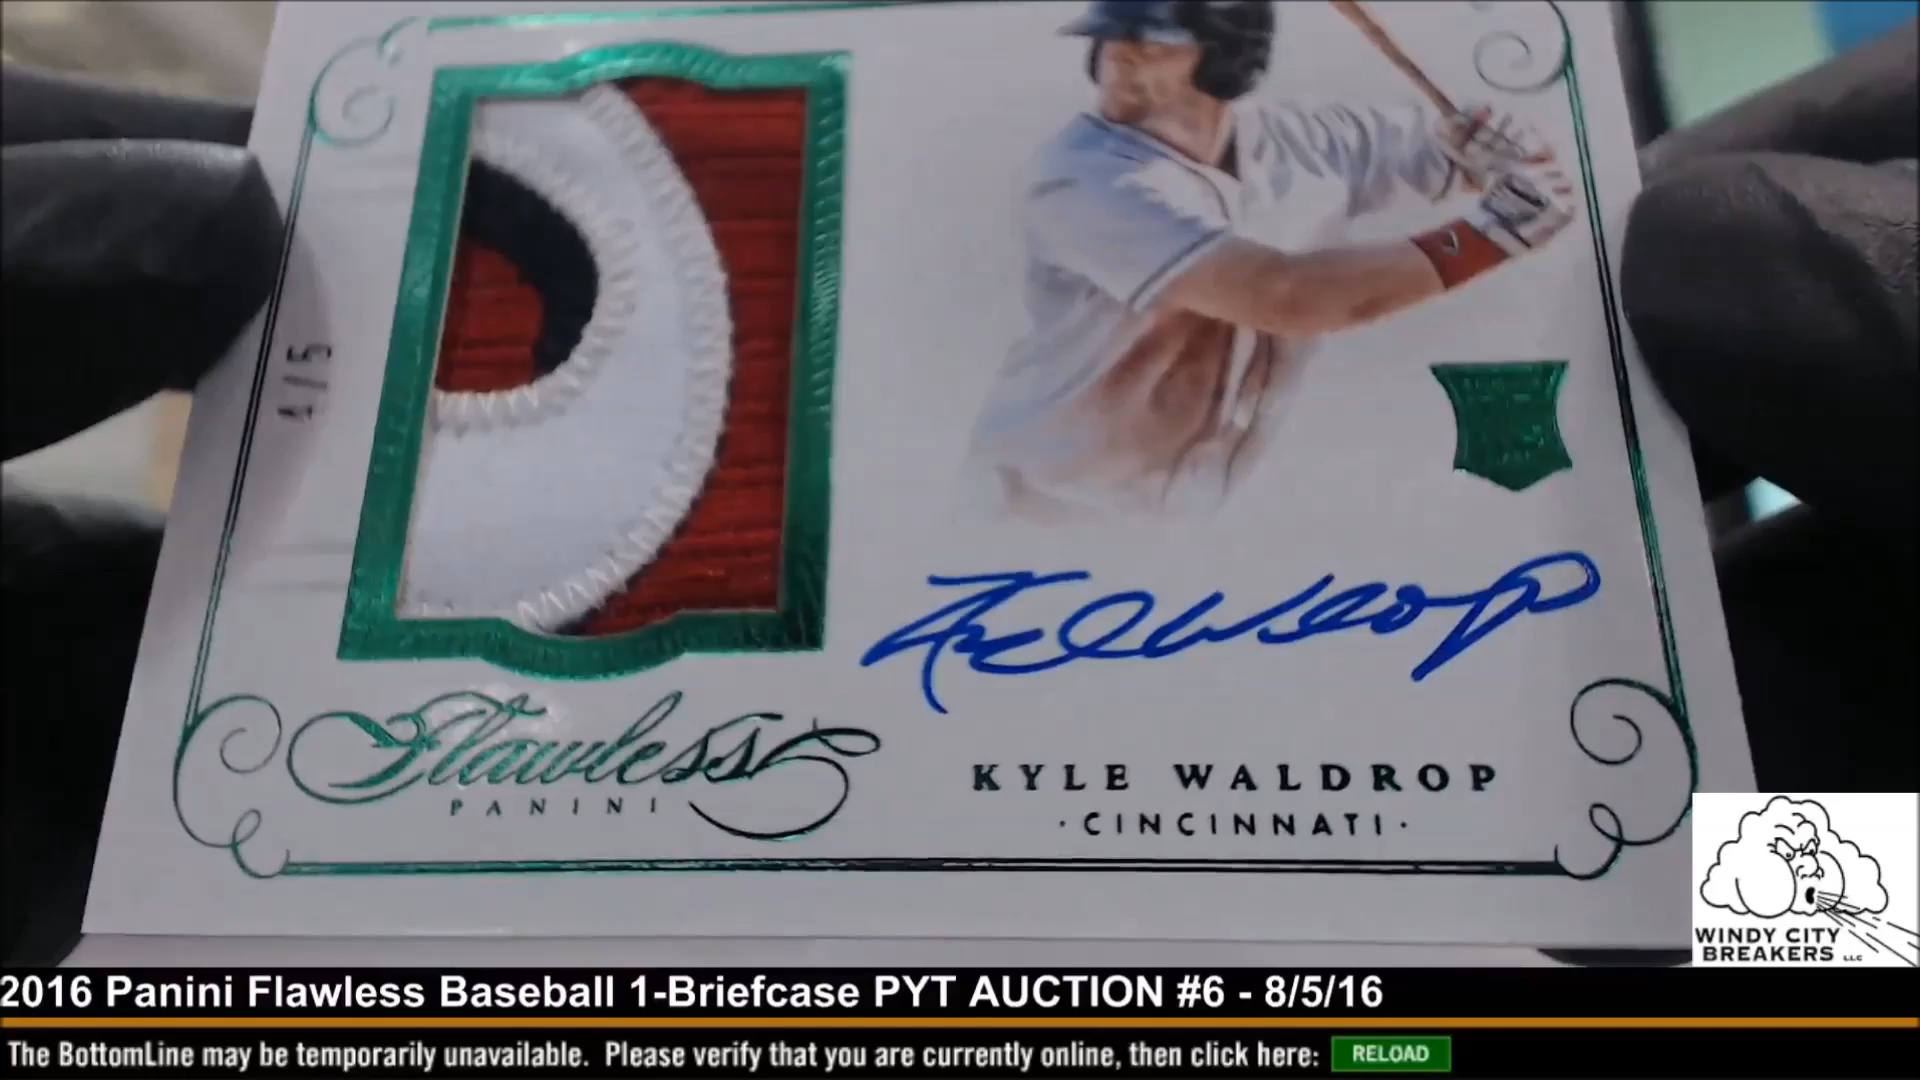 4/5
Kyle Waldrop
Flawless
PANINI
KYLE WALDROP
·CINCINNATI·
WINDY CITY
BREAKERS LLC
2016 Panini Flawless Baseball 1-Briefcase PYT AUCTION #6 - 8/5/16
The BottomLine may be temporarily unavailable. Please verify that you are currently online, then click here: RELOAD